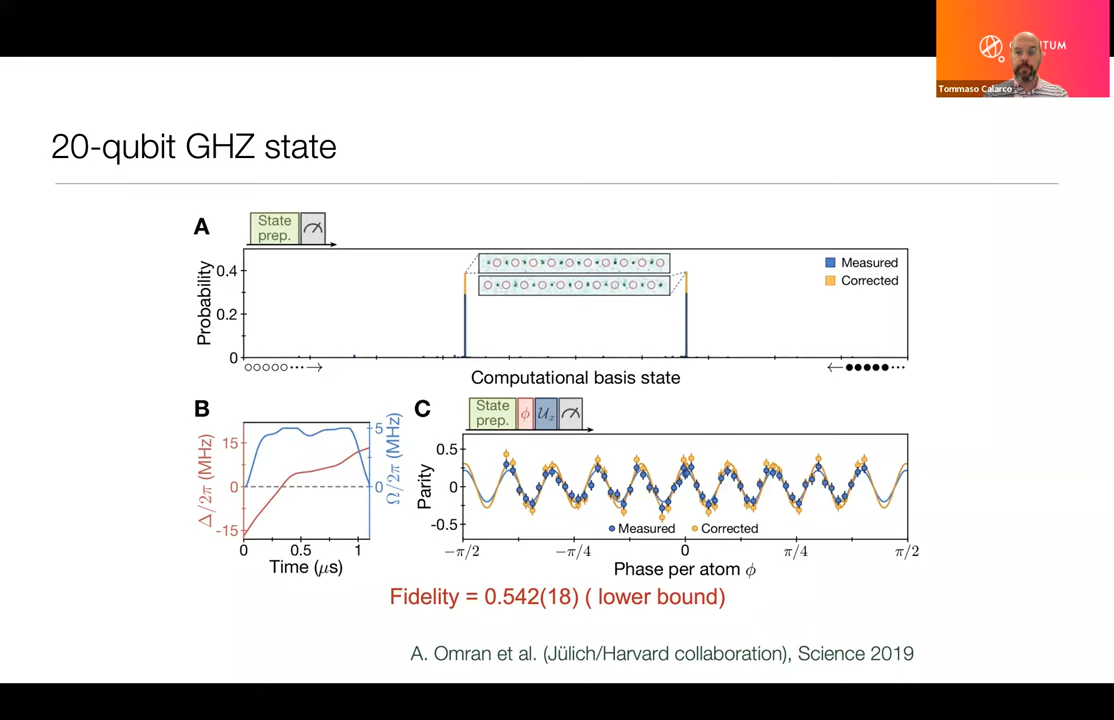 Tommaso Calarco
20-qubit GHZ state
A
State
prep.
Probability
0.4
0.2
0
Measured
Corrected
○○○○○···→
←●●●●●···
Computational basis state
B
Δ/2π (MHz)
15
0
-15
5
0
Ω/2π (MHz)
0 0.5 1
Time (μs)
C
State
prep.
ϕ
𝒰ₓ
Parity
0.5
0
-0.5
Measured Corrected
−π/2 −π/4 0 π/4 π/2
Phase per atom ϕ
Fidelity = 0.542(18) ( lower bound)
A. Omran et al. (Jülich/Harvard collaboration), Science 2019